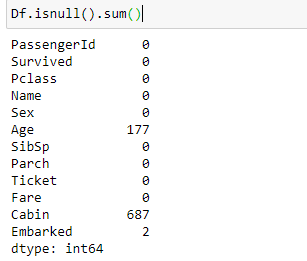 Df.isnull().sum()
PassengerId 0
Survived 0
Pclass 0
Name 0
Sex 0
Age 177
SibSp 0
Parch 0
Ticket 0
Fare 0
Cabin 687
Embarked 2
dtype: int64